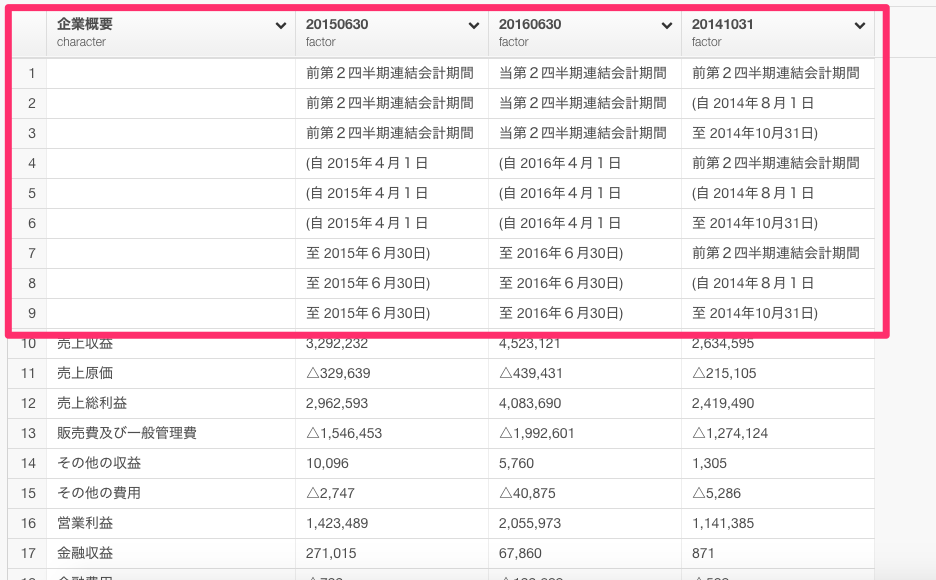 企業概要 20150630 20160630 20141031
character factor factor factor
1 前第２四半期連結会計期間 当第２四半期連結会計期間 前第２四半期連結会計期間
2 前第２四半期連結会計期間 当第２四半期連結会計期間 (自 2014年８月１日
3 前第２四半期連結会計期間 当第２四半期連結会計期間 至 2014年10月31日)
4 (自 2015年４月１日 (自 2016年４月１日 前第２四半期連結会計期間
5 (自 2015年４月１日 (自 2016年４月１日 (自 2014年８月１日
6 (自 2015年４月１日 (自 2016年４月１日 至 2014年10月31日)
7 至 2015年６月30日) 至 2016年６月30日) 前第２四半期連結会計期間
8 至 2015年６月30日) 至 2016年６月30日) (自 2014年８月１日
9 至 2015年６月30日) 至 2016年６月30日) 至 2014年10月31日)
10 売上収益 3,292,232 4,523,121 2,634,595
11 売上原価 △329,639 △439,431 △215,105
12 売上総利益 2,962,593 4,083,690 2,419,490
13 販売費及び一般管理費 △1,546,453 △1,992,601 △1,274,124
14 その他の収益 10,096 5,760 1,305
15 その他の費用 △2,747 △40,875 △5,286
16 営業利益 1,423,489 2,055,973 1,141,385
17 金融収益 271,015 67,860 871